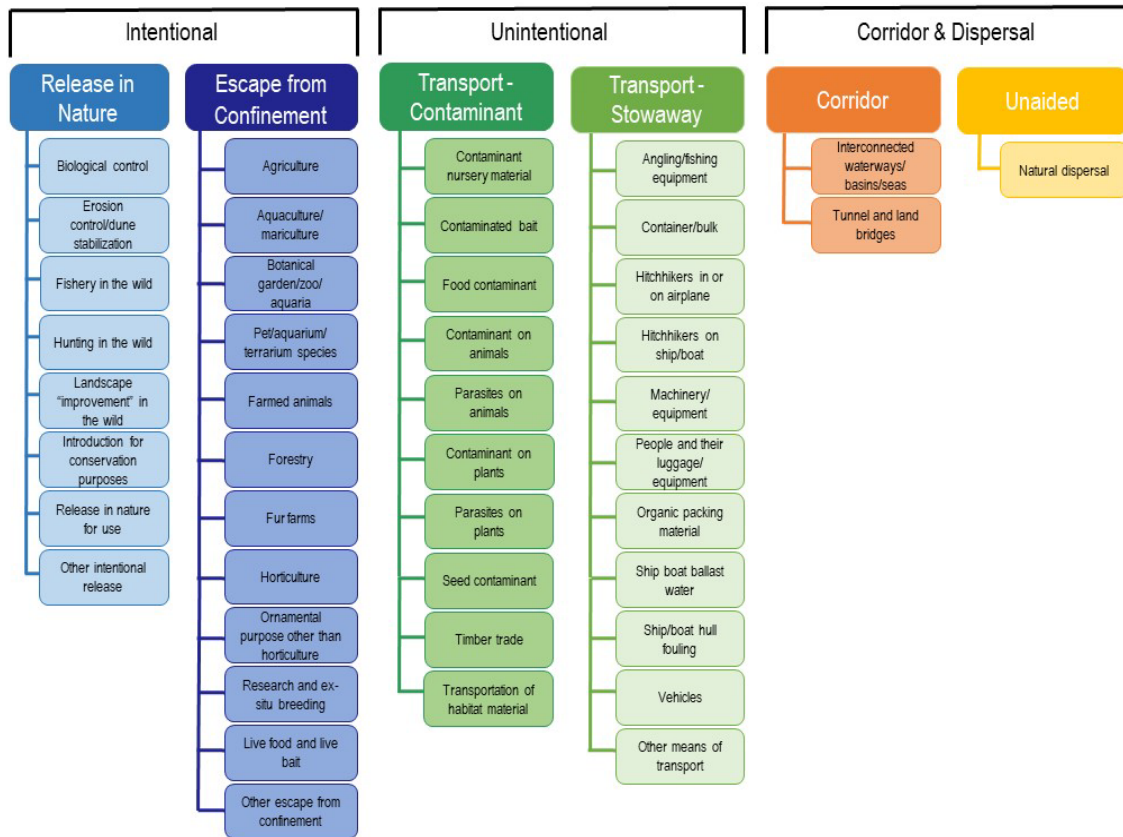 Intentional
Unintentional
Corridor & Dispersal
Release in
Nature
Biological control
Erosion
control/dune
stabilization
Fishery in the wild
Hunting in the wild
Landscape
“improvement” in
the wild
Introduction for
conservation
purposes
Release in nature
for use
Other intentional
release
Escape from
Confinement
Agriculture
Aquaculture/
mariculture
Botanical
garden/zoo/
aquaria
Pet/aquarium/
terrarium species
Farmed animals
Forestry
Fur farms
Horticulture
Ornamental
purpose other than
horticulture
Research and ex-
situ breeding
Live food and live
bait
Other escape from
confinement
Transport -
Contaminant
Contaminant
nursery material
Contaminated bait
Food contaminant
Contaminant on
animals
Parasites on
animals
Contaminant on
plants
Parasites on
plants
Seed contaminant
Timber trade
Transportation of
habitat material
Transport -
Stowaway
Angling/fishing
equipment
Container/bulk
Hitchhikers in or
on airplane
Hitchhikers on
ship/boat
Machinery/
equipment
People and their
luggage/
equipment
Organic packing
material
Ship boat ballast
water
Ship/boat hull
fouling
Vehicles
Other means of
transport
Corridor
Interconnected
waterways/
basins/seas
Tunnel and land
bridges
Unaided
Natural dispersal